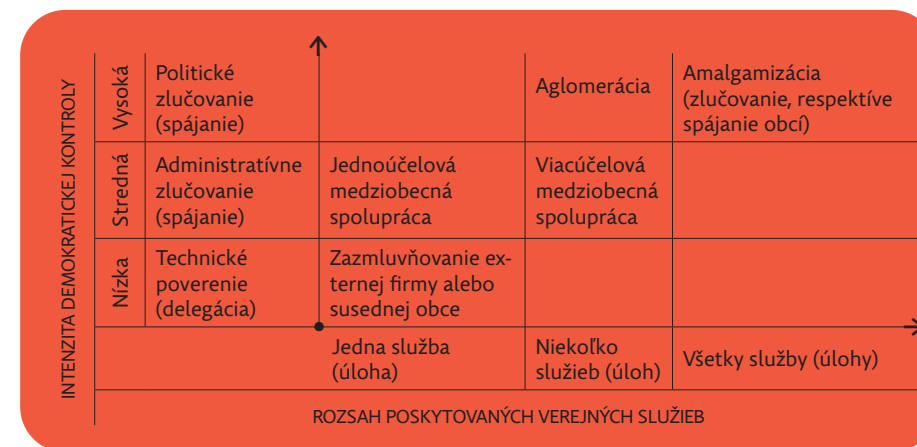 INTENZITA DEMOKRATICKEJ KONTROLY
Vysoká
Politické
zlučovanie
(spájanie)
Aglomerácia
Amalgamizácia
(zlučovanie, respektíve
spájanie obcí)
Stredná
Administratívne
zlučovanie
(spájanie)
Jednoúčelová
medziobecná
spolupráca
Viacúčelová
medziobecná
spolupráca
Nízka
Technické
poverenie
(delegácia)
Zazmluvňovanie ex-
ternej firmy alebo
susednej obce
Jedna služba
(úloha)
Niekoľko
služieb (úloh)
Všetky služby (úlohy)
ROZSAH POSKYTOVANÝCH VEREJNÝCH SLUŽIEB